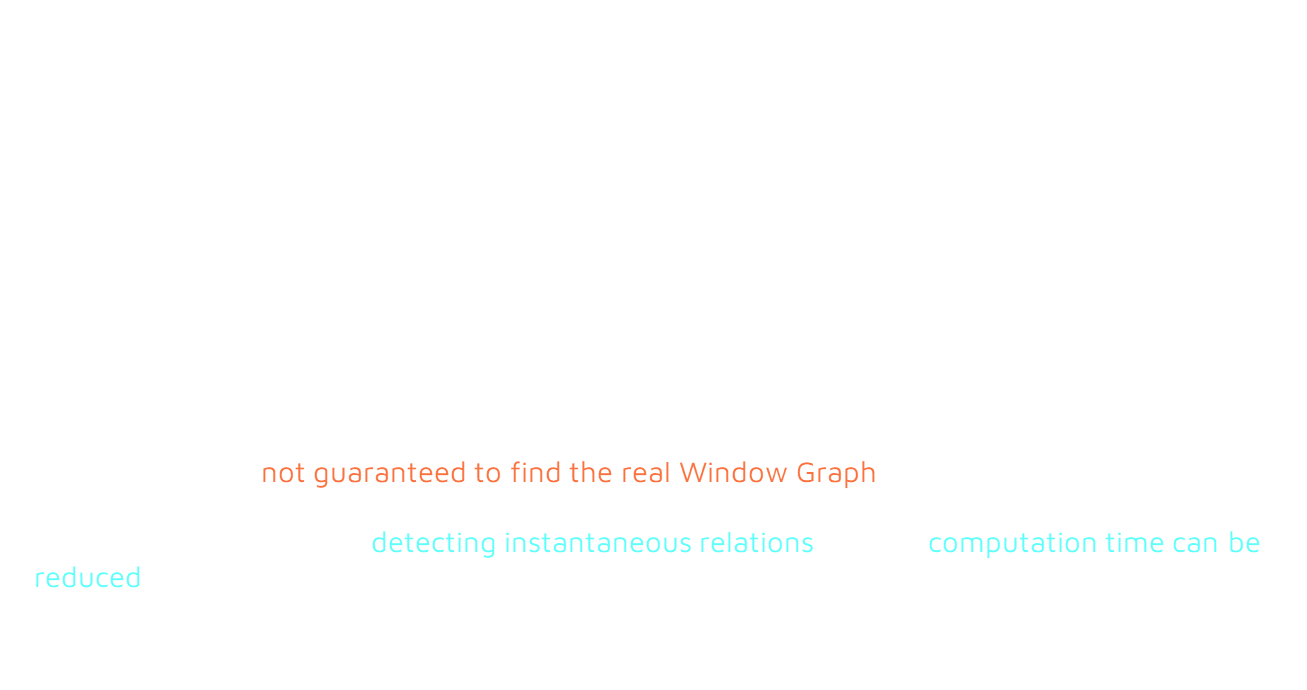 not guaranteed to find the real Window Graph
detecting instantaneous relations computation time can be
reduced